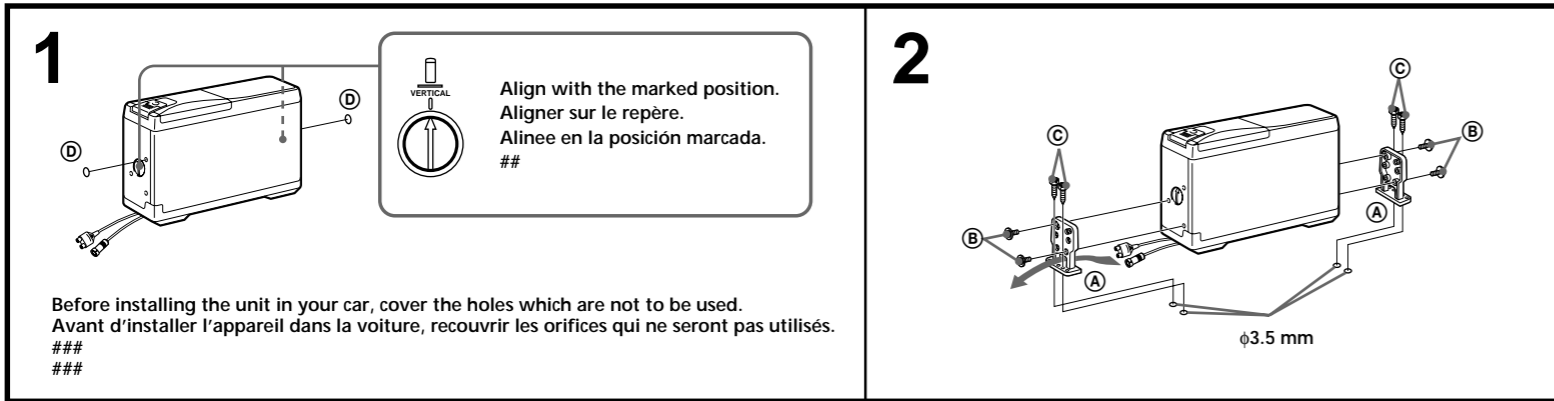 1
D
D
VERTICAL
Align with the marked position.
Aligner sur le repère.
Alinee en la posición marcada.
##
Before installing the unit in your car, cover the holes which are not to be used.
Avant d'installer l'appareil dans la voiture, recouvrir les orifices qui ne seront pas utilisés.
###
###
2
C
B
A
C
B
A
ϕ3.5 mm